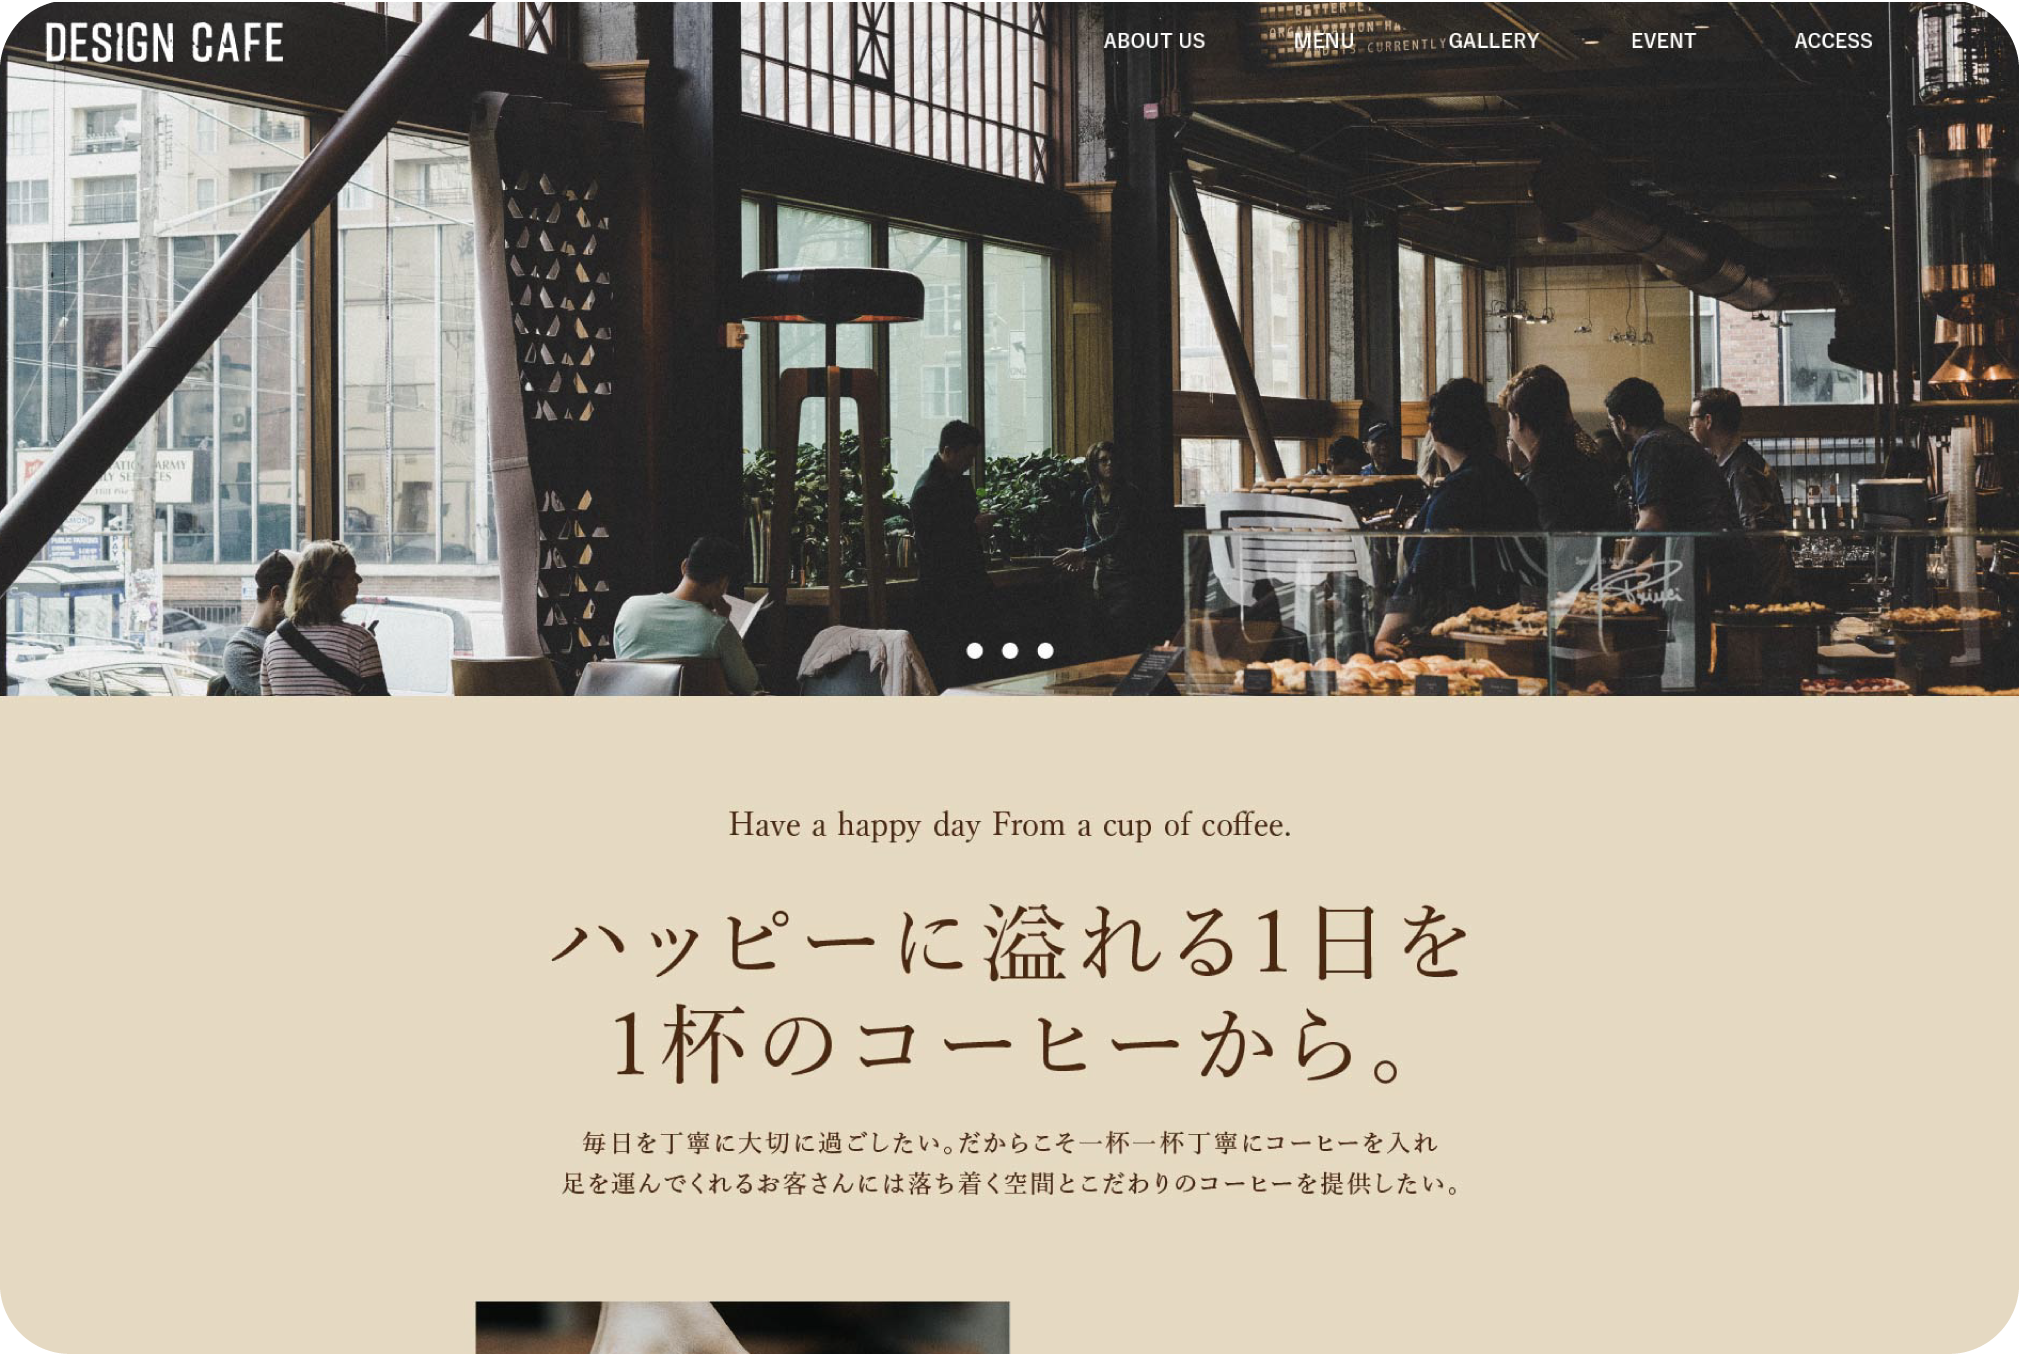 DESIGN CAFE
ABOUT US MENU GALLERY EVENT ACCESS
Have a happy day From a cup of coffee.
ハッピーに溢れる1日を
1杯のコーヒーから。
毎日を丁寧に大切に過ごしたい。だからこそ一杯一杯丁寧にコーヒーを入れ
足を運んでくれるお客さんには落ち着く空間とこだわりのコーヒーを提供したい。